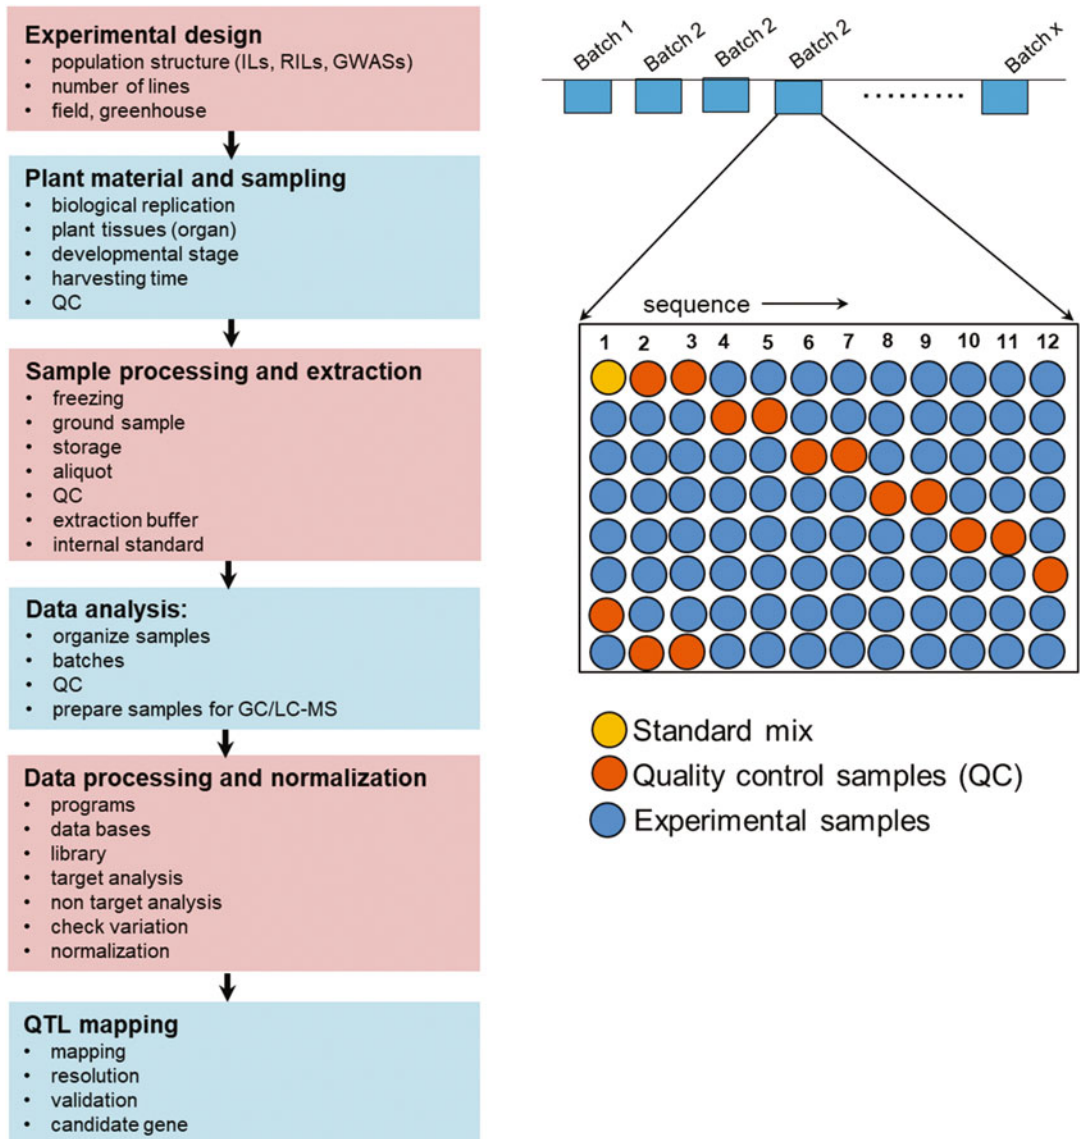 Experimental design
• population structure (ILs, RILs, GWASs)
• number of lines
• field, greenhouse
Plant material and sampling
• biological replication
• plant tissues (organ)
• developmental stage
• harvesting time
• QC
Sample processing and extraction
• freezing
• ground sample
• storage
• aliquot
• QC
• extraction buffer
• internal standard
Data analysis:
• organize samples
• batches
• QC
• prepare samples for GC/LC-MS
Data processing and normalization
• programs
• data bases
• library
• target analysis
• non target analysis
• check variation
• normalization
QTL mapping
• mapping
• resolution
• validation
• candidate gene
Batch 1 Batch 2 Batch 2 Batch 2 Batch x
sequence
1 2 3 4 5 6 7 8 9 10 11 12
Standard mix
Quality control samples (QC)
Experimental samples